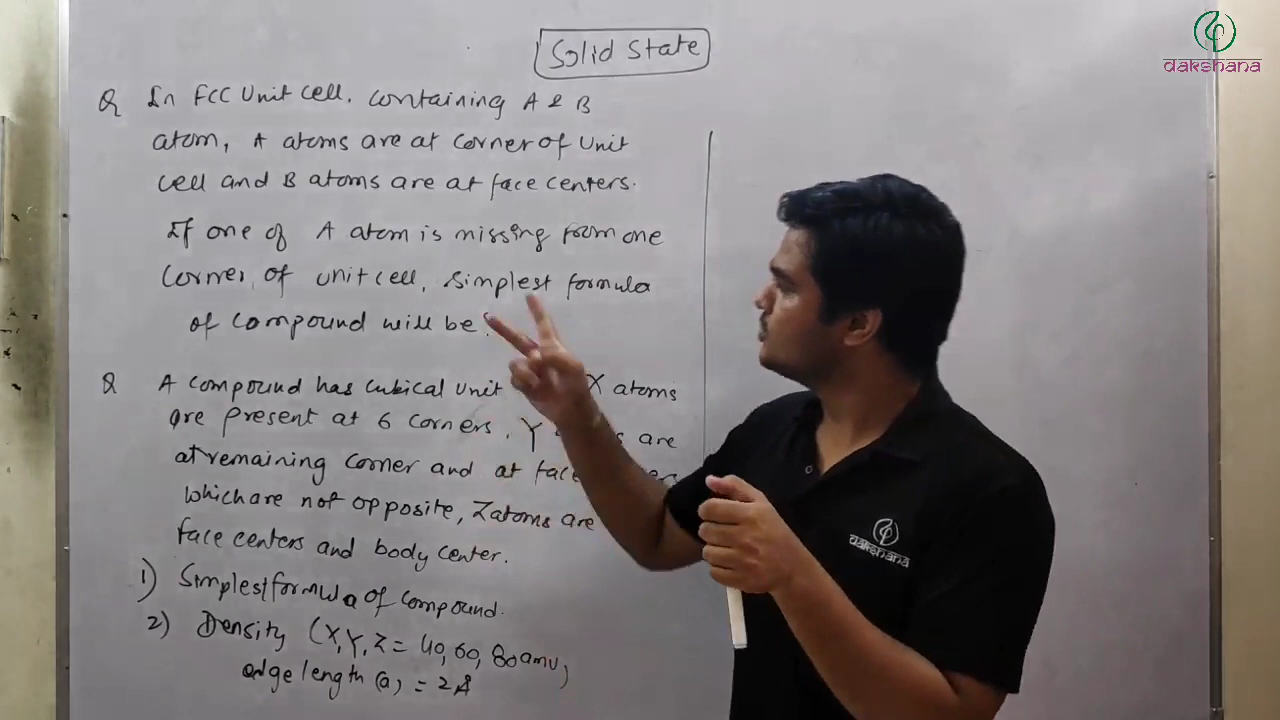 Solid State
dakshana
Q In FCC Unit cell. containing A & B
atom, A atoms are at corner of unit
cell and B atoms are at face centers.
If one of A atom is missing from one
corner of unit cell, simplest formula
of compound will be?
Q A compound has cubical unit X atoms
are present at 6 corners. Y are
at remaining corner and at face
which are not opposite, Z atoms are
face centers and body center.
1) Simplest formula of compound.
2) Density (X, Y, Z = 40, 60, 80 amu,
edge length (a) = 2Å
dakshana